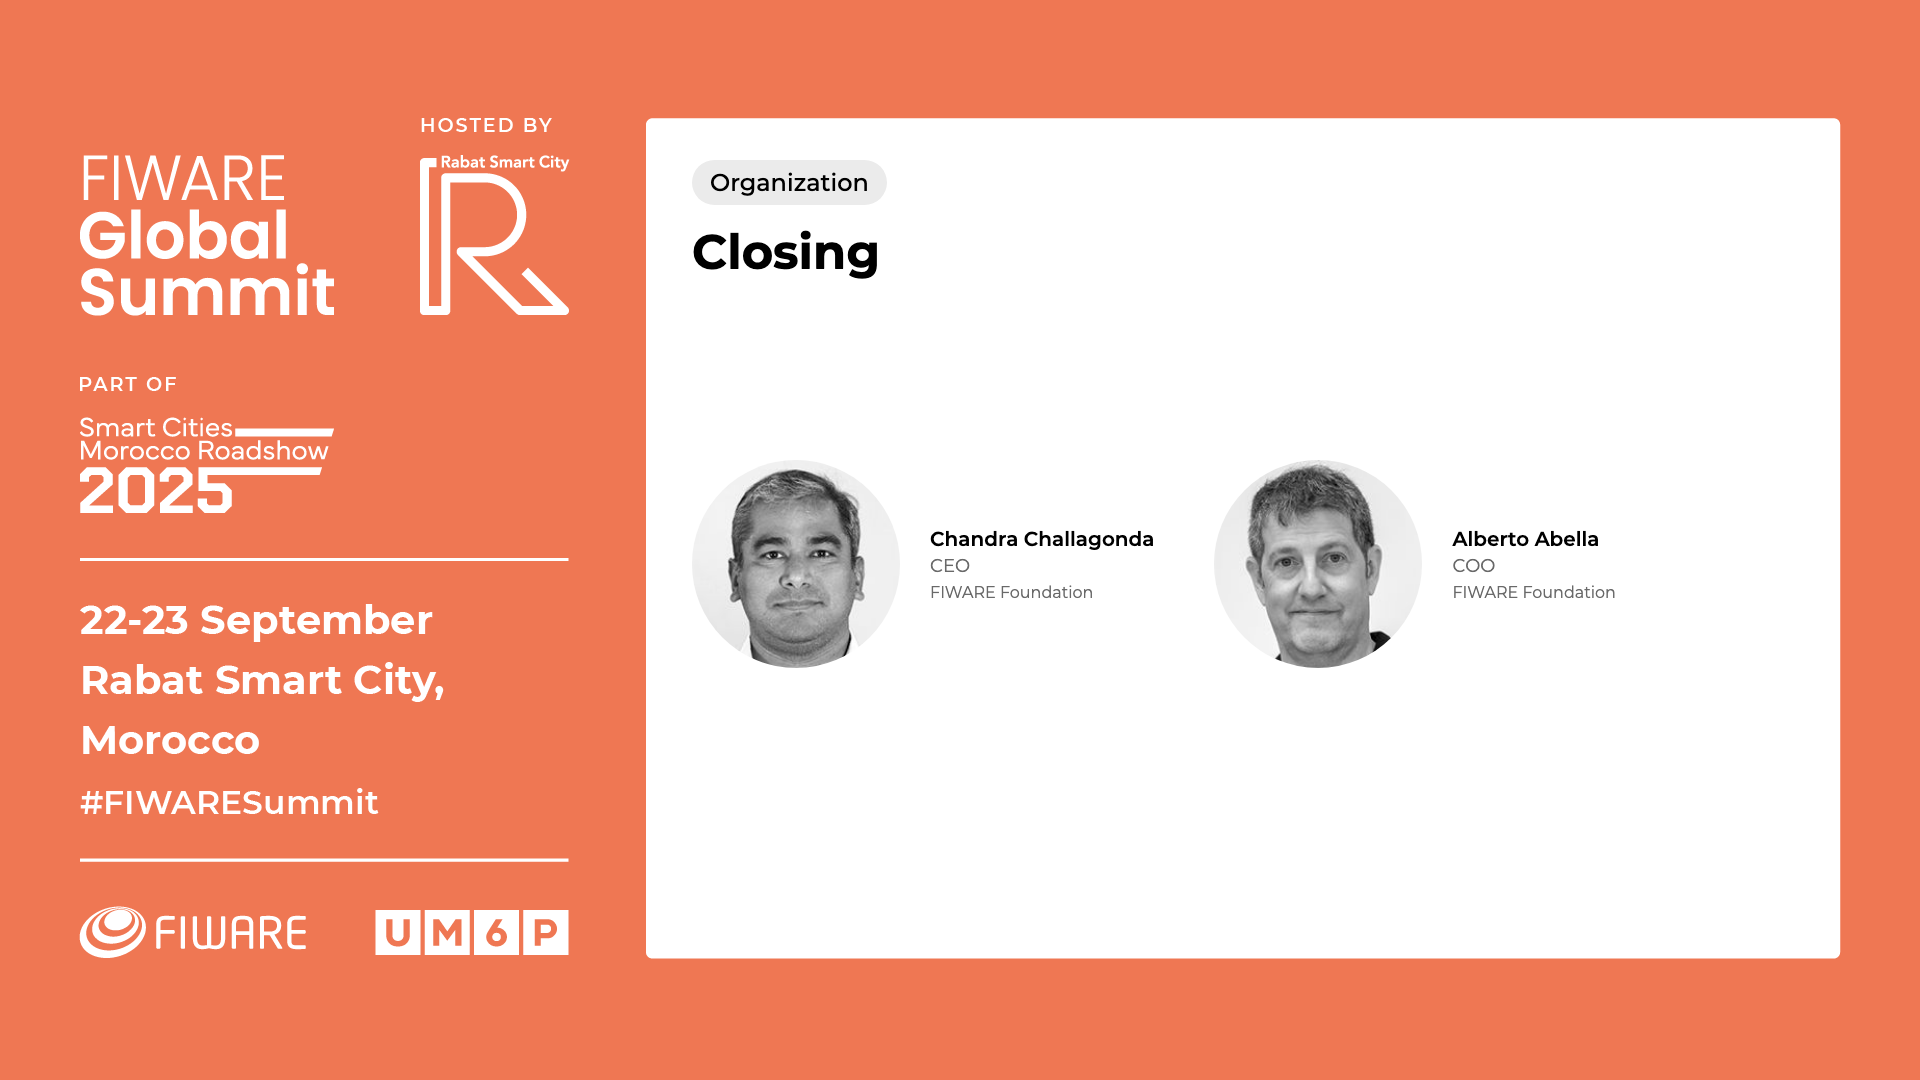 FIWARE
Global
Summit
HOSTED BY
Rabat Smart City
R
PART OF
Smart Cities
Morocco Roadshow
2025
22-23 September
Rabat Smart City,
Morocco
#FIWARESummit
FIWARE
UM6P
Organization
Closing
Chandra Challagonda
CEO
FIWARE Foundation
Alberto Abella
COO
FIWARE Foundation